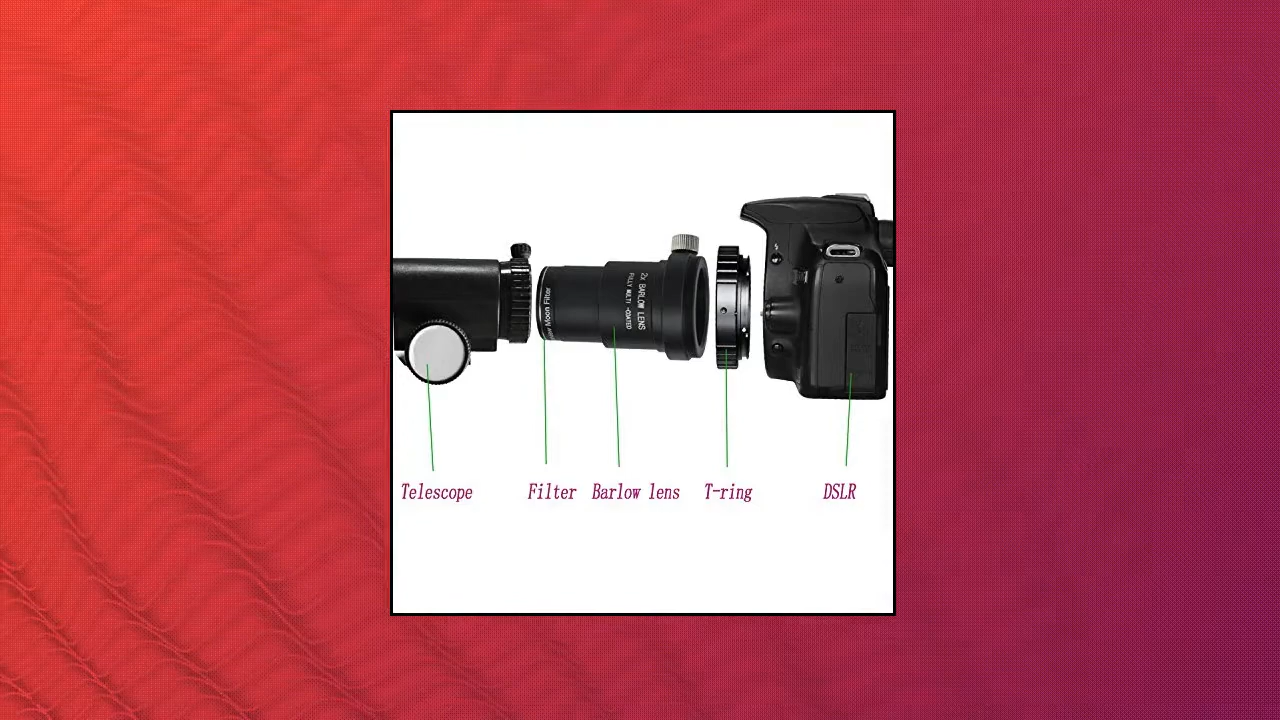 2X BARLOW LENS
FULLY MULTI-COATED
Moon Filter
Telescope
Filter
Barlow lens
T-ring
DSLR